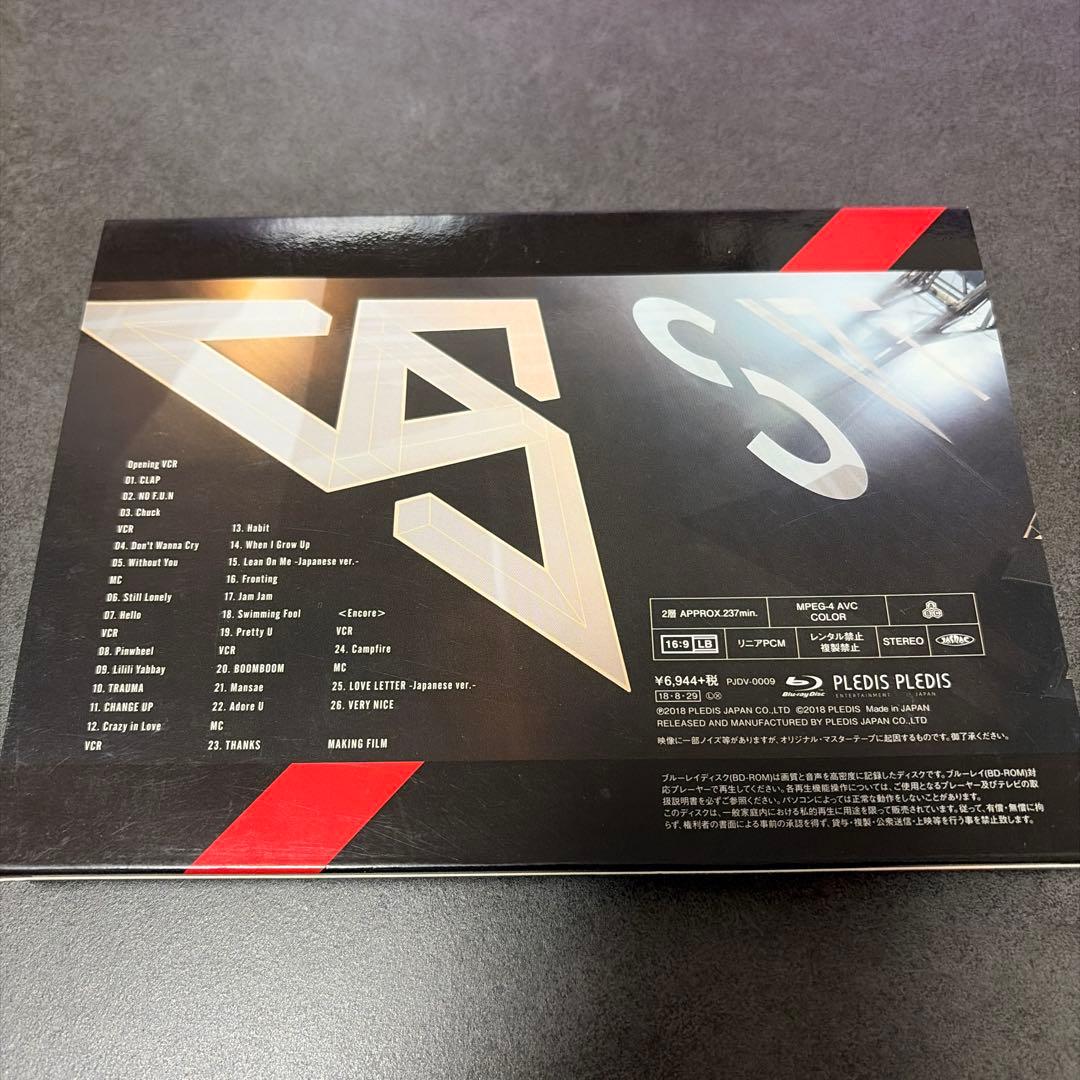 Opening VCR
01. CLAP
02. NO F.U.N
03. Chuck
VCR
04. Don't Wanna Cry
05. Without You
MC
06. Still Lonely
07. Hello
VCR
08. Pinwheel
09. Lilili Yabbay
10. TRAUMA
11. CHANGE UP
12. Crazy in Love
VCR
13. Habit
14. When I Grow Up
15. Lean On Me -Japanese ver.-
16. Fronting
17. Jam Jam
18. Swimming Fool
19. Pretty U
VCR
20. BOOMBOOM
21. Mansae
22. Adore U
MC
23. THANKS
<Encore>
VCR
24. Campfire
MC
25. LOVE LETTER -Japanese ver.-
26. VERY NICE
MAKING FILM
2層 APPROX.237min.
MPEG-4 AVC
COLOR
16:9 LB
リニアPCM
レンタル禁止
複製禁止
STEREO
¥6,944+税
PJDV-0009
18·8·29
Blu-ray Disc
PLEDIS
ENTERTAINMENT
PLEDIS
JAPAN
Ⓟ2018 PLEDIS JAPAN CO.,LTD ©2018 PLEDIS Made in JAPAN
RELEASED AND MANUFACTURED BY PLEDIS JAPAN CO.,LTD
映像に一部ノイズ等がありますが、オリジナル・マスターテープに起因するものです。御了承ください。
ブルーレイディスク(BD-ROM)は画質と音声を高密度に記録したディスクです。ブルーレイ(BD-ROM)対
応プレーヤーで再生してください。各再生機能操作については、ご使用となるプレーヤー及びテレビの取
扱説明書を必ずご参照ください。パソコンによっては正常な動作をしないことがあります。
このディスクは、一般家庭内における私的再生に用途を限って販売されています。従って、有償・無償に拘
らず、権利者の書面による事前の承認を得ず、貸与・複製・公衆送信・上映等を行う事を禁止致します。